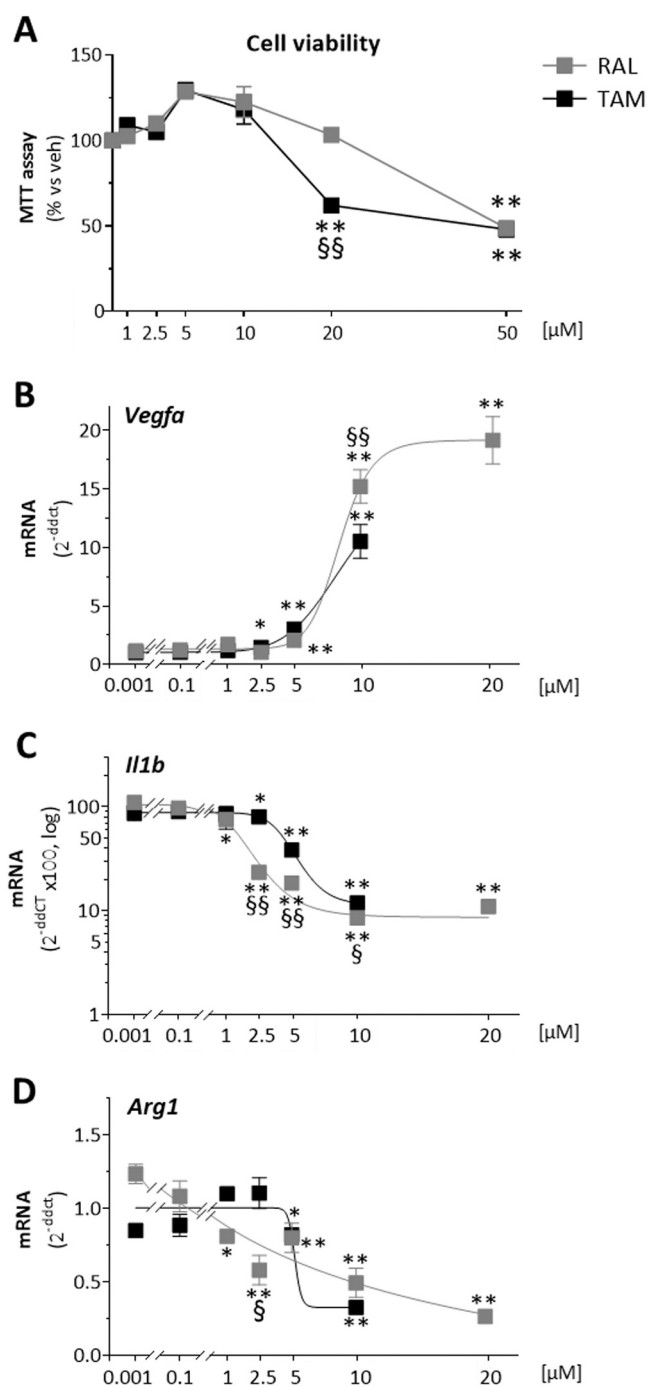 A
Cell viability
RAL
TAM
MTT assay
(% vs veh)
150
100
50
0
**
§§
**
**
1 2.5 5 10 20 50 [µM]
B
Vegfa
mRNA
(2^-ddct)
20
15
10
5
0
**
§§
**
**
*
**
**
0.001 0.1 1 2.5 5 10 20 [µM]
C
Il1b
mRNA
(2^-ddCT x100, log)
100
50
10
5
1
*
**
*
**
**
§§
**
§§
**
§
**
0.001 0.1 1 2.5 5 10 20 [µM]
D
Arg1
mRNA
(2^-ddct)
1.5
1.0
0.5
0.0
*
**
*
**
§
**
**
**
0.001 0.1 1 2.5 5 10 20 [µM]